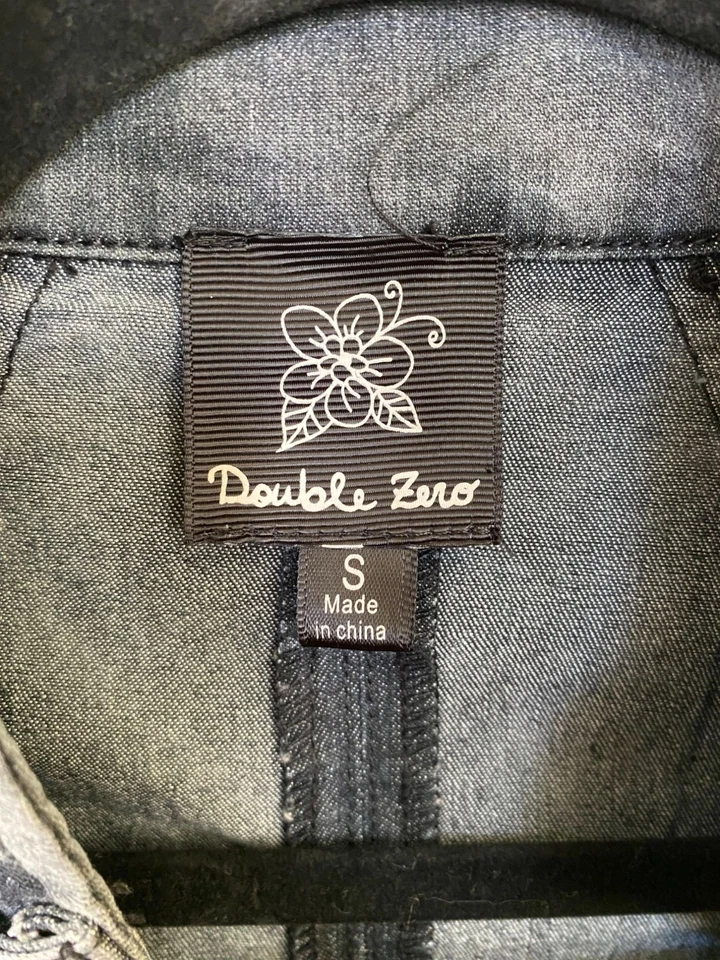 Double Zero
S
Made
in china